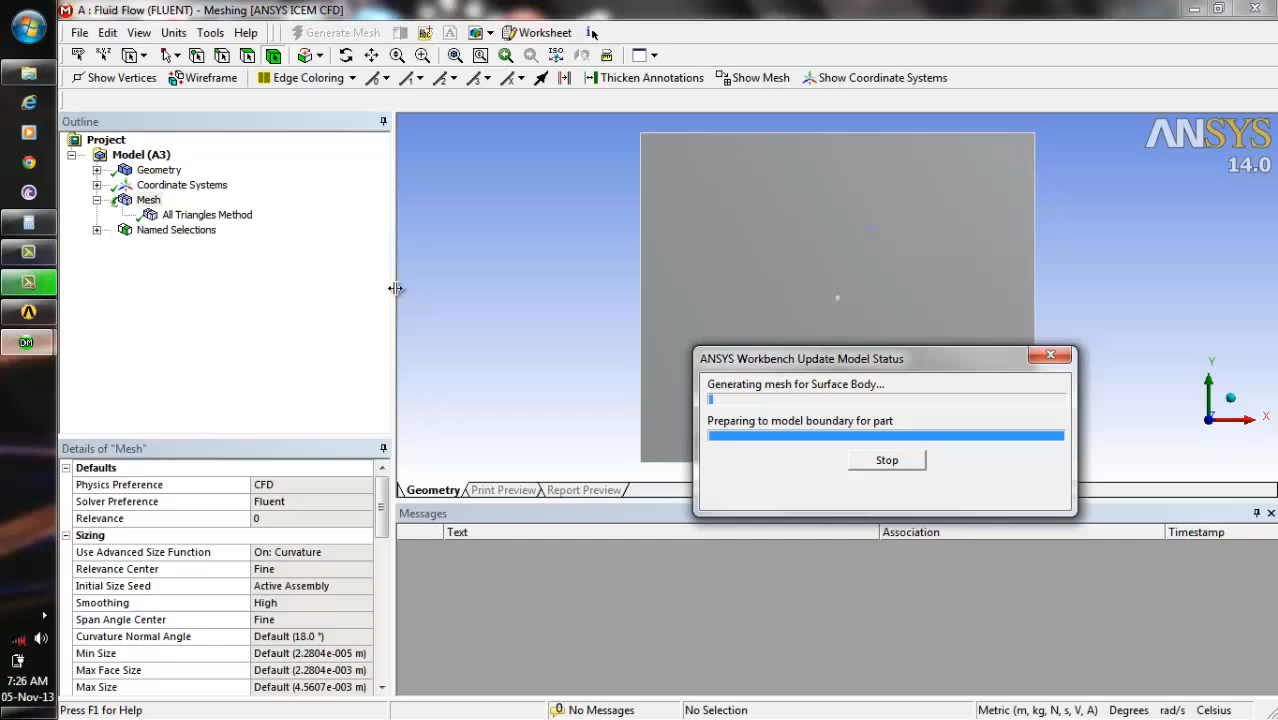 A : Fluid Flow (FLUENT) - Meshing [ANSYS ICEM CFD]
File Edit View Units Tools Help Generate Mesh A Worksheet i
ISO
Show Vertices Wireframe Edge Coloring Thicken Annotations Show Mesh Show Coordinate Systems
Outline
Project
Model (A3)
Geometry
Coordinate Systems
Mesh
All Triangles Method
Named Selections
ANSYS
14.0
Y
X
ANSYS Workbench Update Model Status
Generating mesh for Surface Body...
Preparing to model boundary for part
Stop
Geometry Print Preview Report Preview
Details of "Mesh"
Defaults
Physics Preference CFD
Solver Preference Fluent
Relevance 0
Sizing
Use Advanced Size Function On: Curvature
Relevance Center Fine
Initial Size Seed Active Assembly
Smoothing High
Span Angle Center Fine
Curvature Normal Angle Default (18.0 °)
Min Size Default (2.2804e-005 m)
Max Face Size Default (2.2804e-003 m)
Max Size Default (4.5607e-003 m)
Messages
Text Association Timestamp
DM
7:26 AM
05-Nov-13
Press F1 for Help
No Messages No Selection Metric (m, kg, N, s, V, A) Degrees Degrees rad/s Celsius